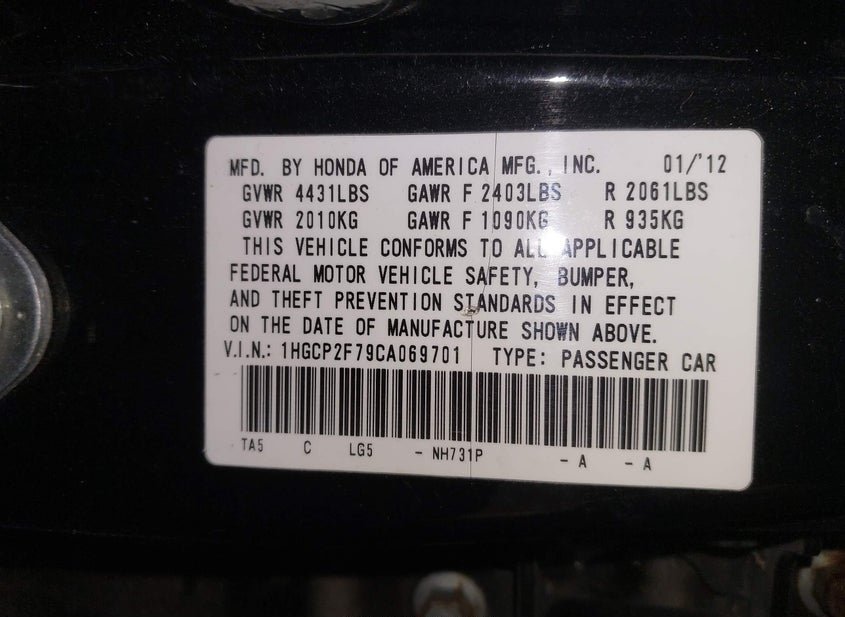 MFD. BY HONDA OF AMERICA MFG., INC. 01/'12
GVWR 4431LBS GAWR F 2403LBS R 2061LBS
GVWR 2010KG GAWR F 1090KG R 935KG
THIS VEHICLE CONFORMS TO ALL APPLICABLE
FEDERAL MOTOR VEHICLE SAFETY, BUMPER,
AND THEFT PREVENTION STANDARDS IN EFFECT
ON THE DATE OF MANUFACTURE SHOWN ABOVE.
V.I.N.: 1HGCP2F79CA069701 TYPE: PASSENGER CAR
TA5 C LG5 - NH731P - A - A